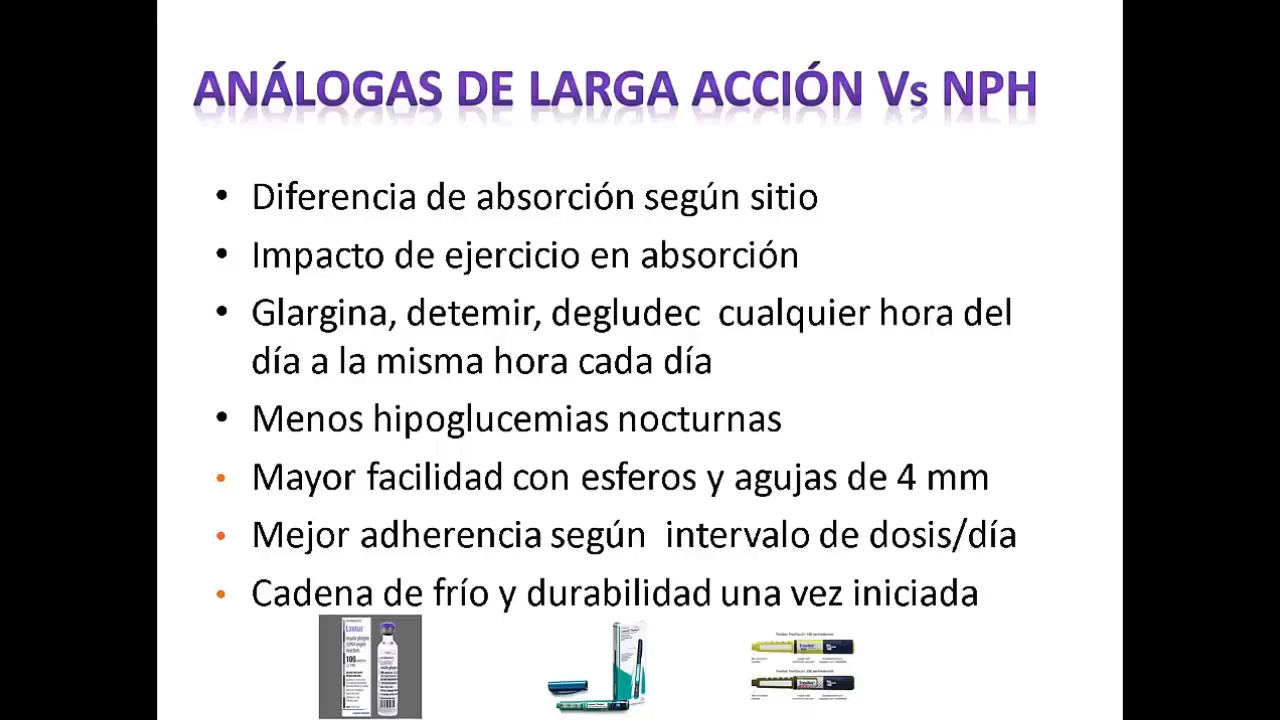 ANÁLOGAS DE LARGA ACCIÓN Vs NPH
• Diferencia de absorción según sitio
• Impacto de ejercicio en absorción
• Glargina, detemir, degludec cualquier hora del
día a la misma hora cada día
• Menos hipoglucemias nocturnas
• Mayor facilidad con esferos y agujas de 4 mm
• Mejor adherencia según intervalo de dosis/día
• Cadena de frío y durabilidad una vez iniciada
Lantus
100